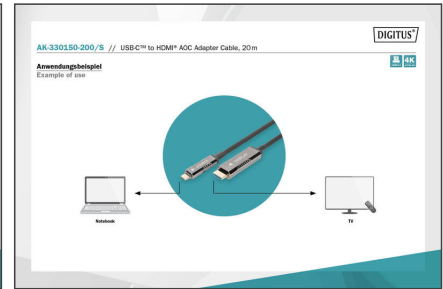 DIGITUS®
AK-330150-200/S // USB-C™ to HDMI® AOC Adapter Cable, 20 m
4K
Anwendungsbeispiel
Example of use
Notebook
TV